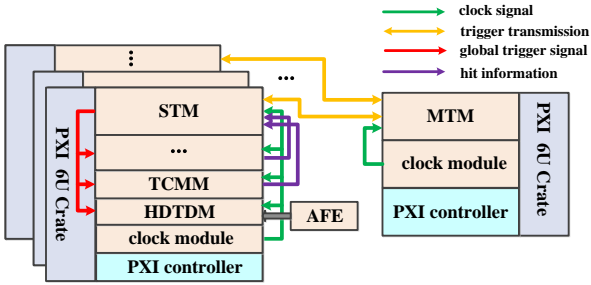 clock signal
trigger transmission
global trigger signal
hit information
⋮
...
STM
...
TCMM
HDTDM
clock module
PXI controller
PXI 6U Crate
AFE
MTM
clock module
PXI controller
PXI 6U Crate